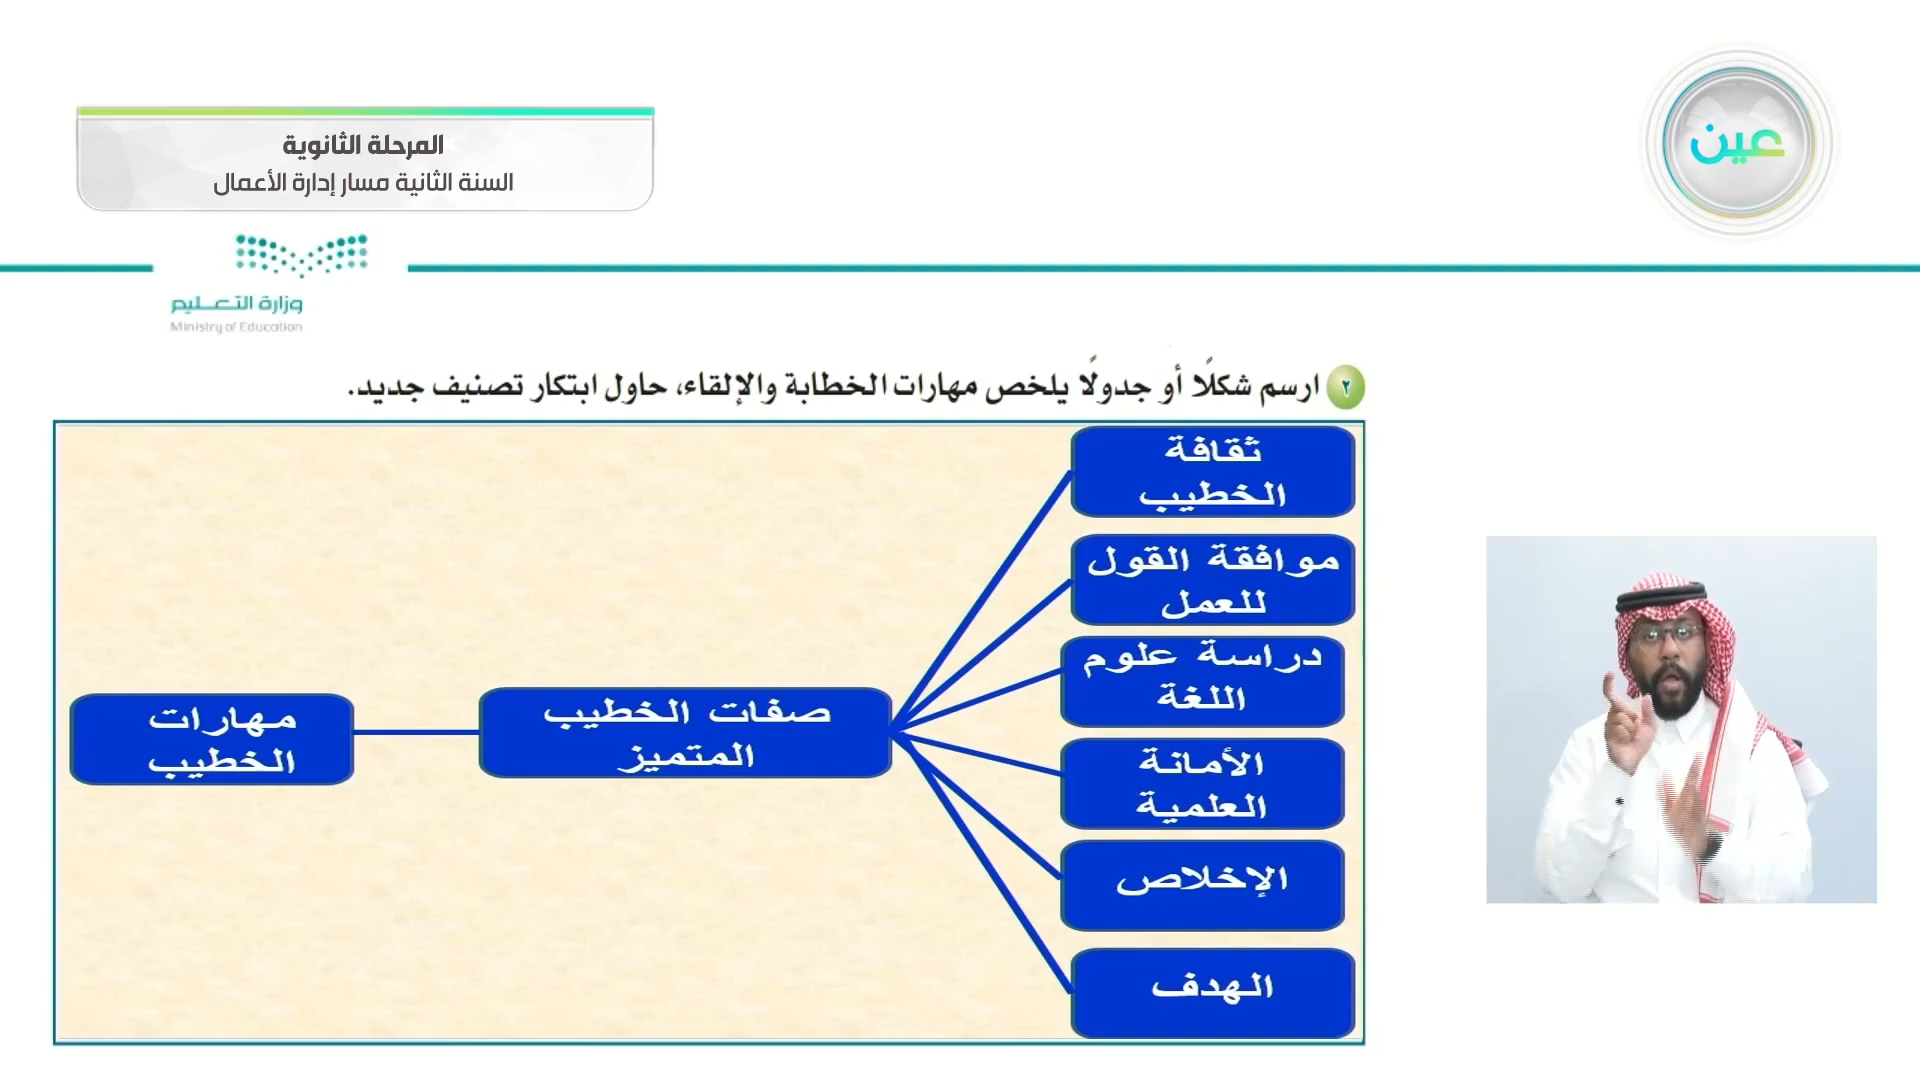 المرحلة الثانوية
السنة الثانية مسار إدارة الأعمال
عين
وزارة التعـــليم
Ministry of Education
٢ ارسم شكلًا أو جدولًا يلخص مهارات الخطابة والإلقاء، حاول ابتكار تصنيف جديد.
ثقافة
الخطيب
موافقة القول
للعمل
دراسة علوم
اللغة
الأمانة
العلمية
الإخلاص
الهدف
صفات الخطيب
المتميز
مهارات
الخطيب